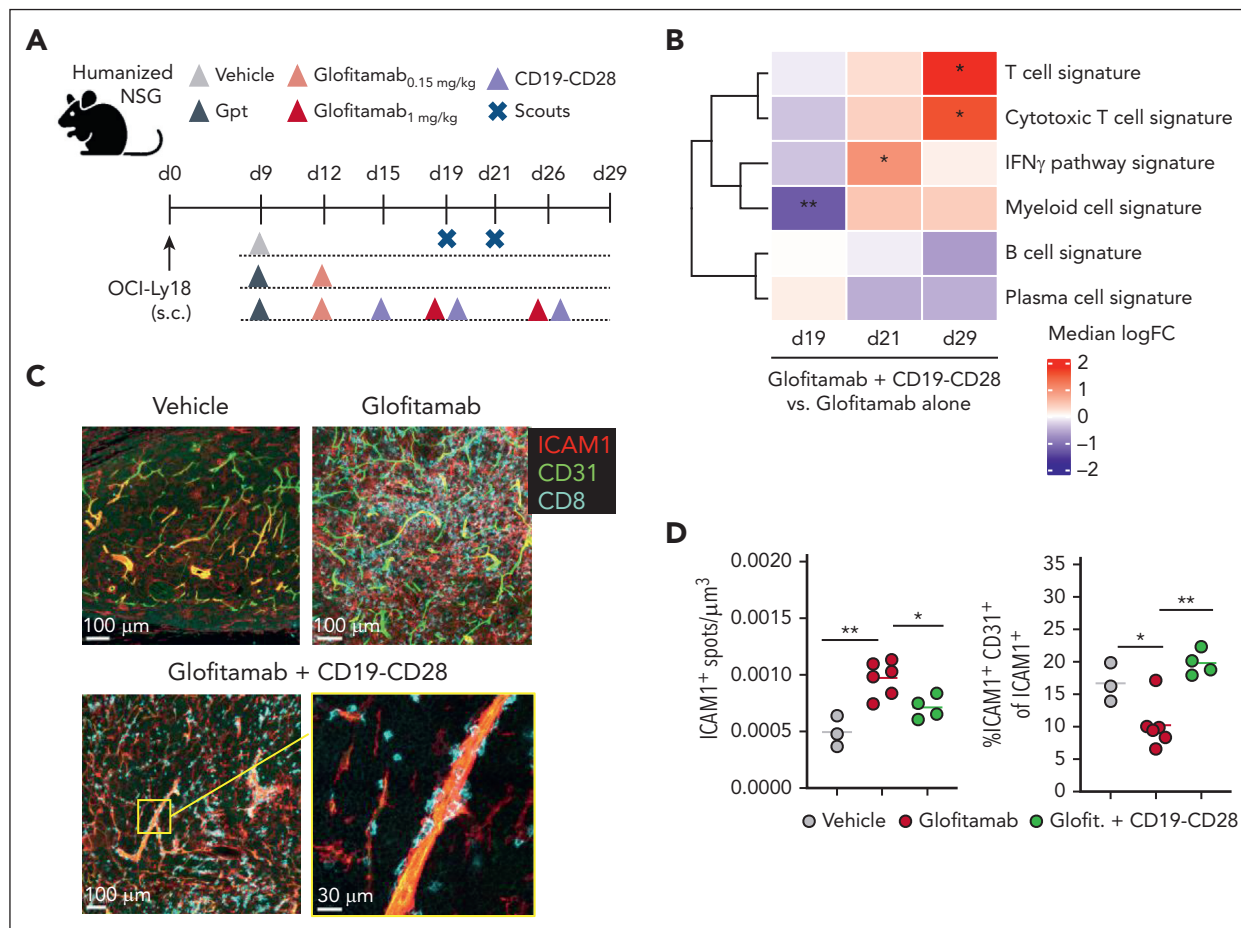 A
Humanized
NSG
Vehicle
Glofitamab0.15 mg/kg
CD19-CD28
Gpt
Glofitamab1 mg/kg
Scouts
d0 d9 d12 d15 d19 d21 d26 d29
OCI-Ly18
(s.c.)
B
* T cell signature
* Cytotoxic T cell signature
* IFNγ pathway signature
** Myeloid cell signature
B cell signature
Plasma cell signature
d19 d21 d29
Glofitamab + CD19-CD28
vs. Glofitamab alone
Median logFC
2
1
0
–1
–2
C
Vehicle
Glofitamab
ICAM1
CD31
CD8
100 μm
100 μm
Glofitamab + CD19-CD28
100 μm
30 μm
D
ICAM1+ spots/μm3
0.0020
0.0015
0.0010
0.0005
0.0000
** *
%ICAM1+ CD31+
of ICAM1+
35
30
25
20
15
10
5
0
* **
Vehicle Glofitamab Glofit. + CD19-CD28